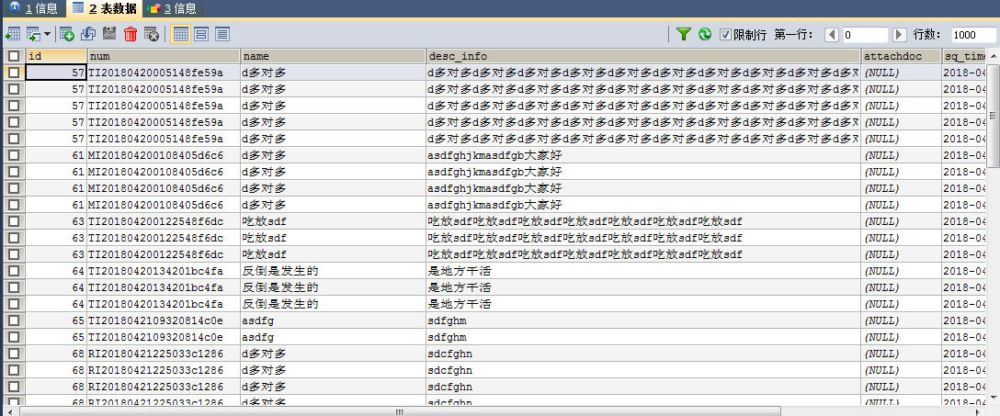 1 信息 2 表数据 3 信息
限制行 第一行: 0 行数: 1000
id num name desc_info attachdoc sq_time
57 TI20180420005148fe59a d多对多 d多对多d多对多d多对多d多对多d多对多d多对多d多对多d多对多d多对多d多对 (NULL) 2018-04
57 TI20180420005148fe59a d多对多 d多对多d多对多d多对多d多对多d多对多d多对多d多对多d多对多d多对多d多对 (NULL) 2018-04
57 TI20180420005148fe59a d多对多 d多对多d多对多d多对多d多对多d多对多d多对多d多对多d多对多d多对多d多对 (NULL) 2018-04
57 TI20180420005148fe59a d多对多 d多对多d多对多d多对多d多对多d多对多d多对多d多对多d多对多d多对多d多对 (NULL) 2018-04
57 TI20180420005148fe59a d多对多 d多对多d多对多d多对多d多对多d多对多d多对多d多对多d多对多d多对多d多对 (NULL) 2018-04
61 MI201804200108405d6c6 d多对多 asdfghjkmasdfgb大家好 (NULL) 2018-04
61 MI201804200108405d6c6 d多对多 asdfghjkmasdfgb大家好 (NULL) 2018-04
61 MI201804200108405d6c6 d多对多 asdfghjkmasdfgb大家好 (NULL) 2018-04
61 MI201804200108405d6c6 d多对多 asdfghjkmasdfgb大家好 (NULL) 2018-04
63 TI201804200122548f6dc 吃放sdf 吃放sdf吃放sdf吃放sdf吃放sdf吃放sdf吃放sdf吃放sdf (NULL) 2018-04
63 TI201804200122548f6dc 吃放sdf 吃放sdf吃放sdf吃放sdf吃放sdf吃放sdf吃放sdf吃放sdf (NULL) 2018-04
63 TI201804200122548f6dc 吃放sdf 吃放sdf吃放sdf吃放sdf吃放sdf吃放sdf吃放sdf吃放sdf (NULL) 2018-04
64 TI20180420134201bc4fa 反倒是发生的 是地方干活 (NULL) 2018-04
64 TI20180420134201bc4fa 反倒是发生的 是地方干活 (NULL) 2018-04
64 TI20180420134201bc4fa 反倒是发生的 是地方干活 (NULL) 2018-04
65 TI2018042109320814c0e asdfg sdfghm (NULL) 2018-04
65 TI2018042109320814c0e asdfg sdfghm (NULL) 2018-04
68 RI20180421225033c1286 d多对多 sdcfghn (NULL) 2018-04
68 RI20180421225033c1286 d多对多 sdcfghn (NULL) 2018-04
68 RI20180421225033c1286 d多对多 sdcfghn (NULL) 2018-04
68 RI20180421225033c1286 d多对多 sdcfghn (NULL) 2018-04